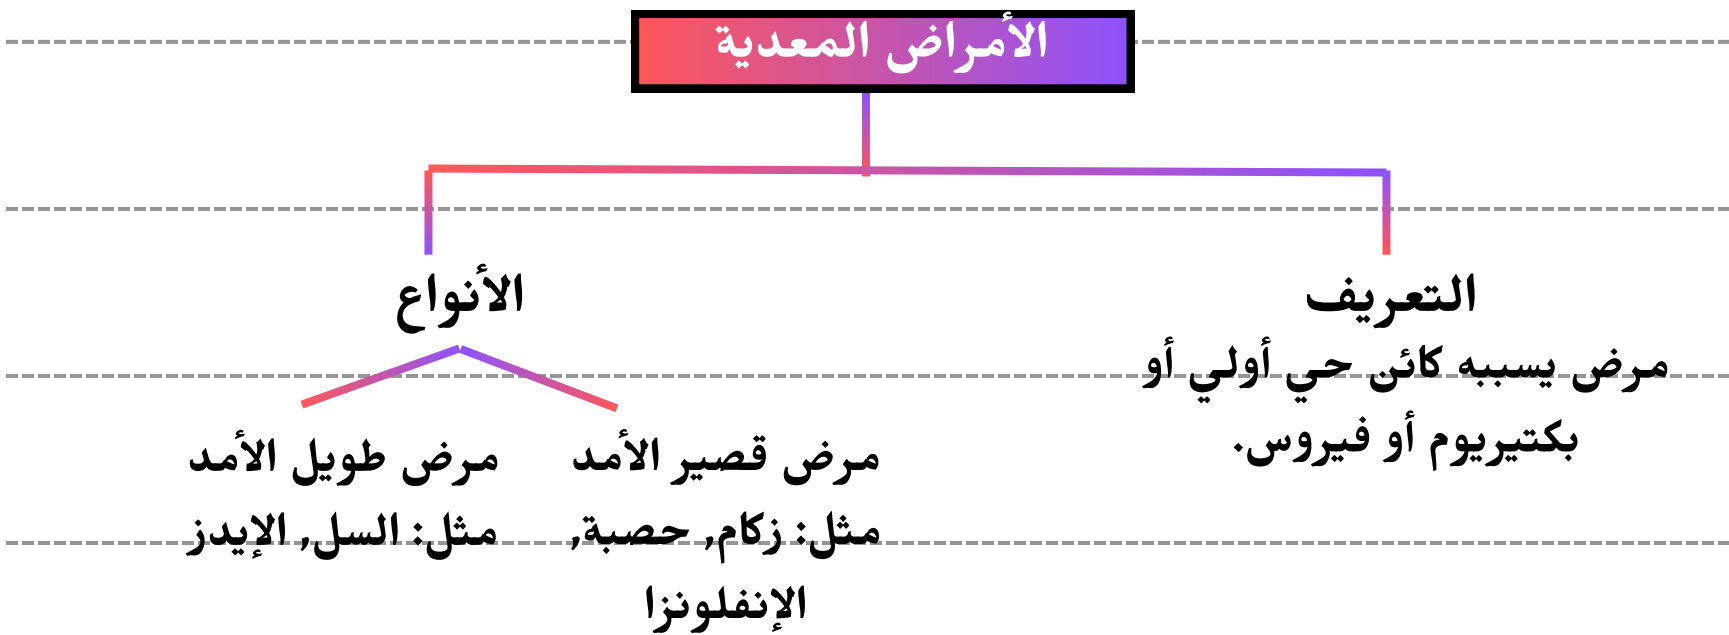 الأمراض المعدية
التعريف
مرض يسببه كائن حي أولي أو
بكتيريوم أو فيروس.
الأنواع
مرض قصير الأمد
مثل: زكام, حصبة,
الإنفلونزا
مرض طويل الأمد
مثل: السل, الإيدز